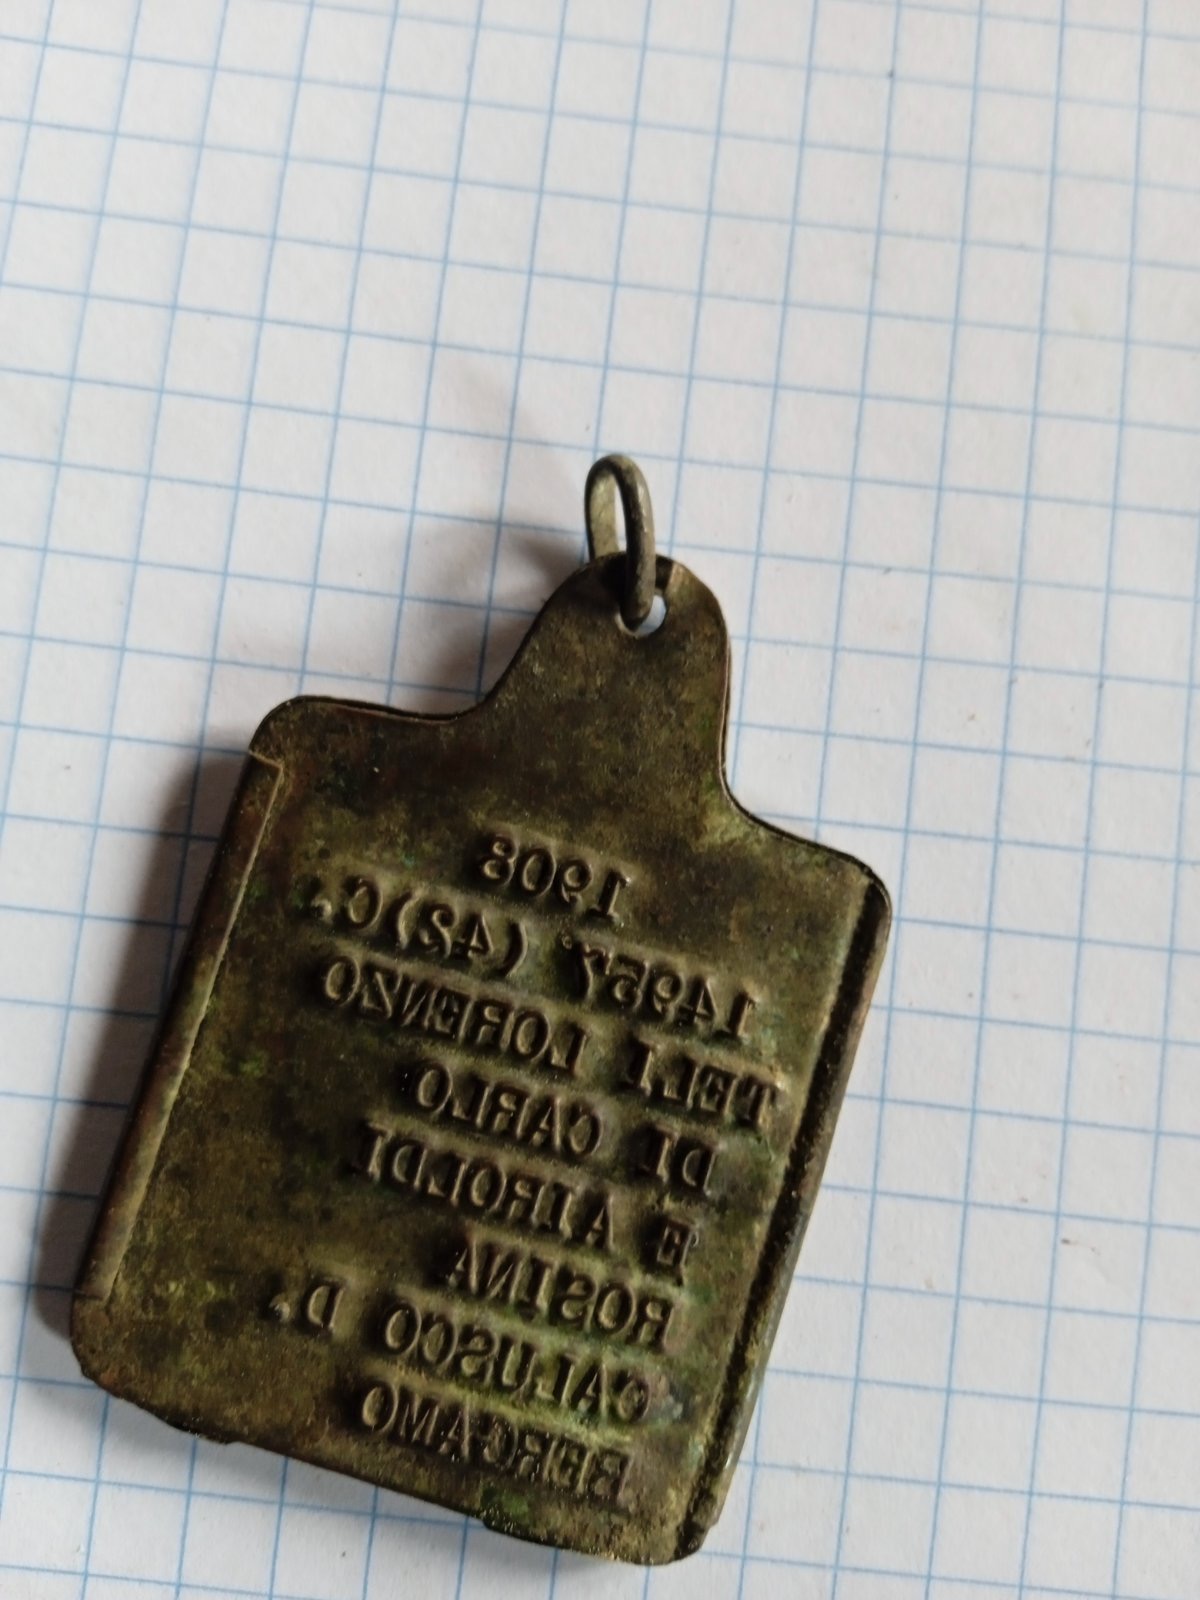 1908
14957 (42)C.
TELI LORENZO
DI CARLO
E AIROLDI
ROSINA
CALUSCO D.
BERGAMO